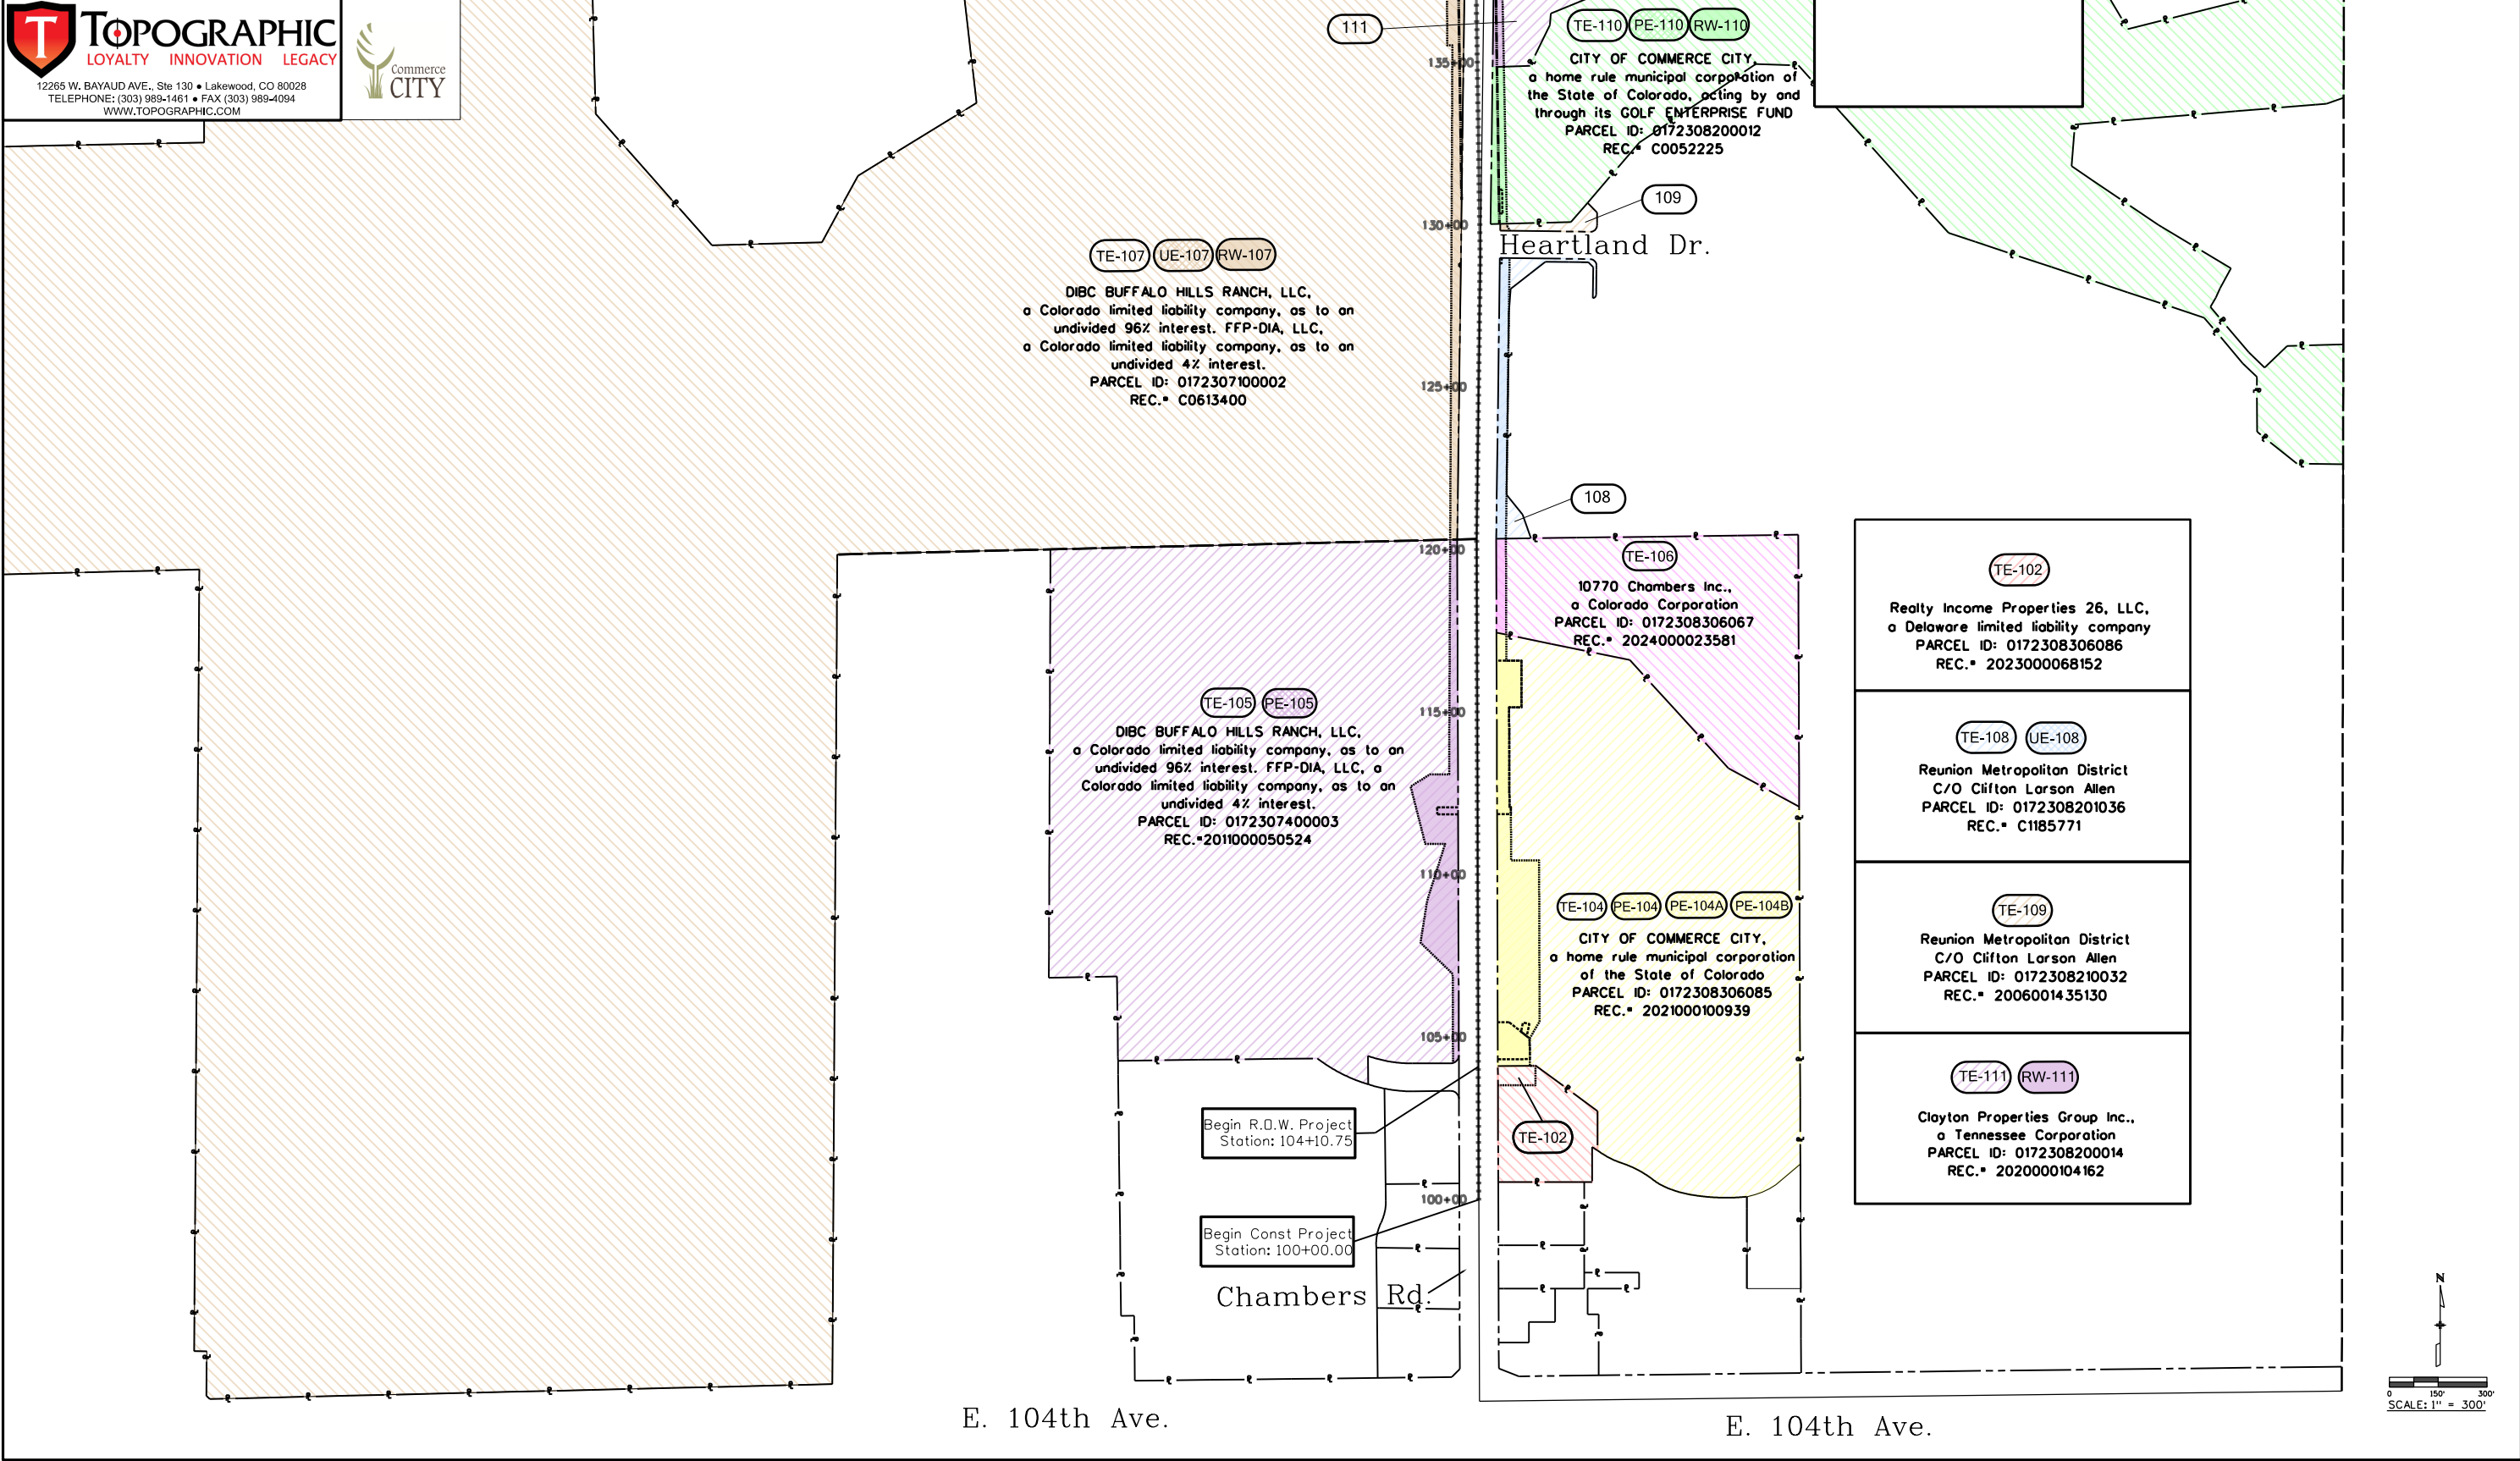 TOPOGRAPHIC
LOYALTY INNOVATION LEGACY
12265 W. BAYAUD AVE., Ste 130 • Lakewood, CO 80028
TELEPHONE: (303) 989-1461 • FAX (303) 989-4094
WWW.TOPOGRAPHIC.COM
Commerce
CITY
111
135+00
TE-110 PE-110 RW-110
CITY OF COMMERCE CITY,
a home rule municipal corporation of
the State of Colorado, acting by and
through its GOLF ENTERPRISE FUND
PARCEL ID: 0172308200012
REC.# C0052225
109
130+00
Heartland Dr.
TE-107 UE-107 RW-107
DIBC BUFFALO HILLS RANCH, LLC,
a Colorado limited liability company, as to an
undivided 96% interest. FFP-DIA, LLC,
a Colorado limited liability company, as to an
undivided 4% interest.
PARCEL ID: 0172307100002
REC.# C0613400
125+00
108
120+00
TE-106
10770 Chambers Inc.,
a Colorado Corporation
PARCEL ID: 0172308306067
REC.# 2024000023581
TE-105 PE-105
DIBC BUFFALO HILLS RANCH, LLC,
a Colorado limited liability company, as to an
undivided 96% interest. FFP-DIA, LLC, a
Colorado limited liability company, as to an
undivided 4% interest.
PARCEL ID: 0172307400003
REC.#2011000050524
115+00
110+00
TE-104 PE-104 PE-104A PE-104B
CITY OF COMMERCE CITY,
a home rule municipal corporation
of the State of Colorado
PARCEL ID: 0172308306085
REC.# 2021000100939
105+00
Begin R.O.W. Project
Station: 104+10.75
TE-102
100+00
Begin Const Project
Station: 100+00.00
Chambers Rd.
E. 104th Ave.
E. 104th Ave.
TE-102
Realty Income Properties 26, LLC,
a Delaware limited liability company
PARCEL ID: 0172308306086
REC.# 2023000068152
TE-108 UE-108
Reunion Metropolitan District
C/O Clifton Larson Allen
PARCEL ID: 0172308201036
REC.# C1185771
TE-109
Reunion Metropolitan District
C/O Clifton Larson Allen
PARCEL ID: 0172308210032
REC.# 2006001435130
TE-111 RW-111
Clayton Properties Group Inc.,
a Tennessee Corporation
PARCEL ID: 0172308200014
REC.# 2020000104162
N
0 150' 300'
SCALE: 1" = 300'